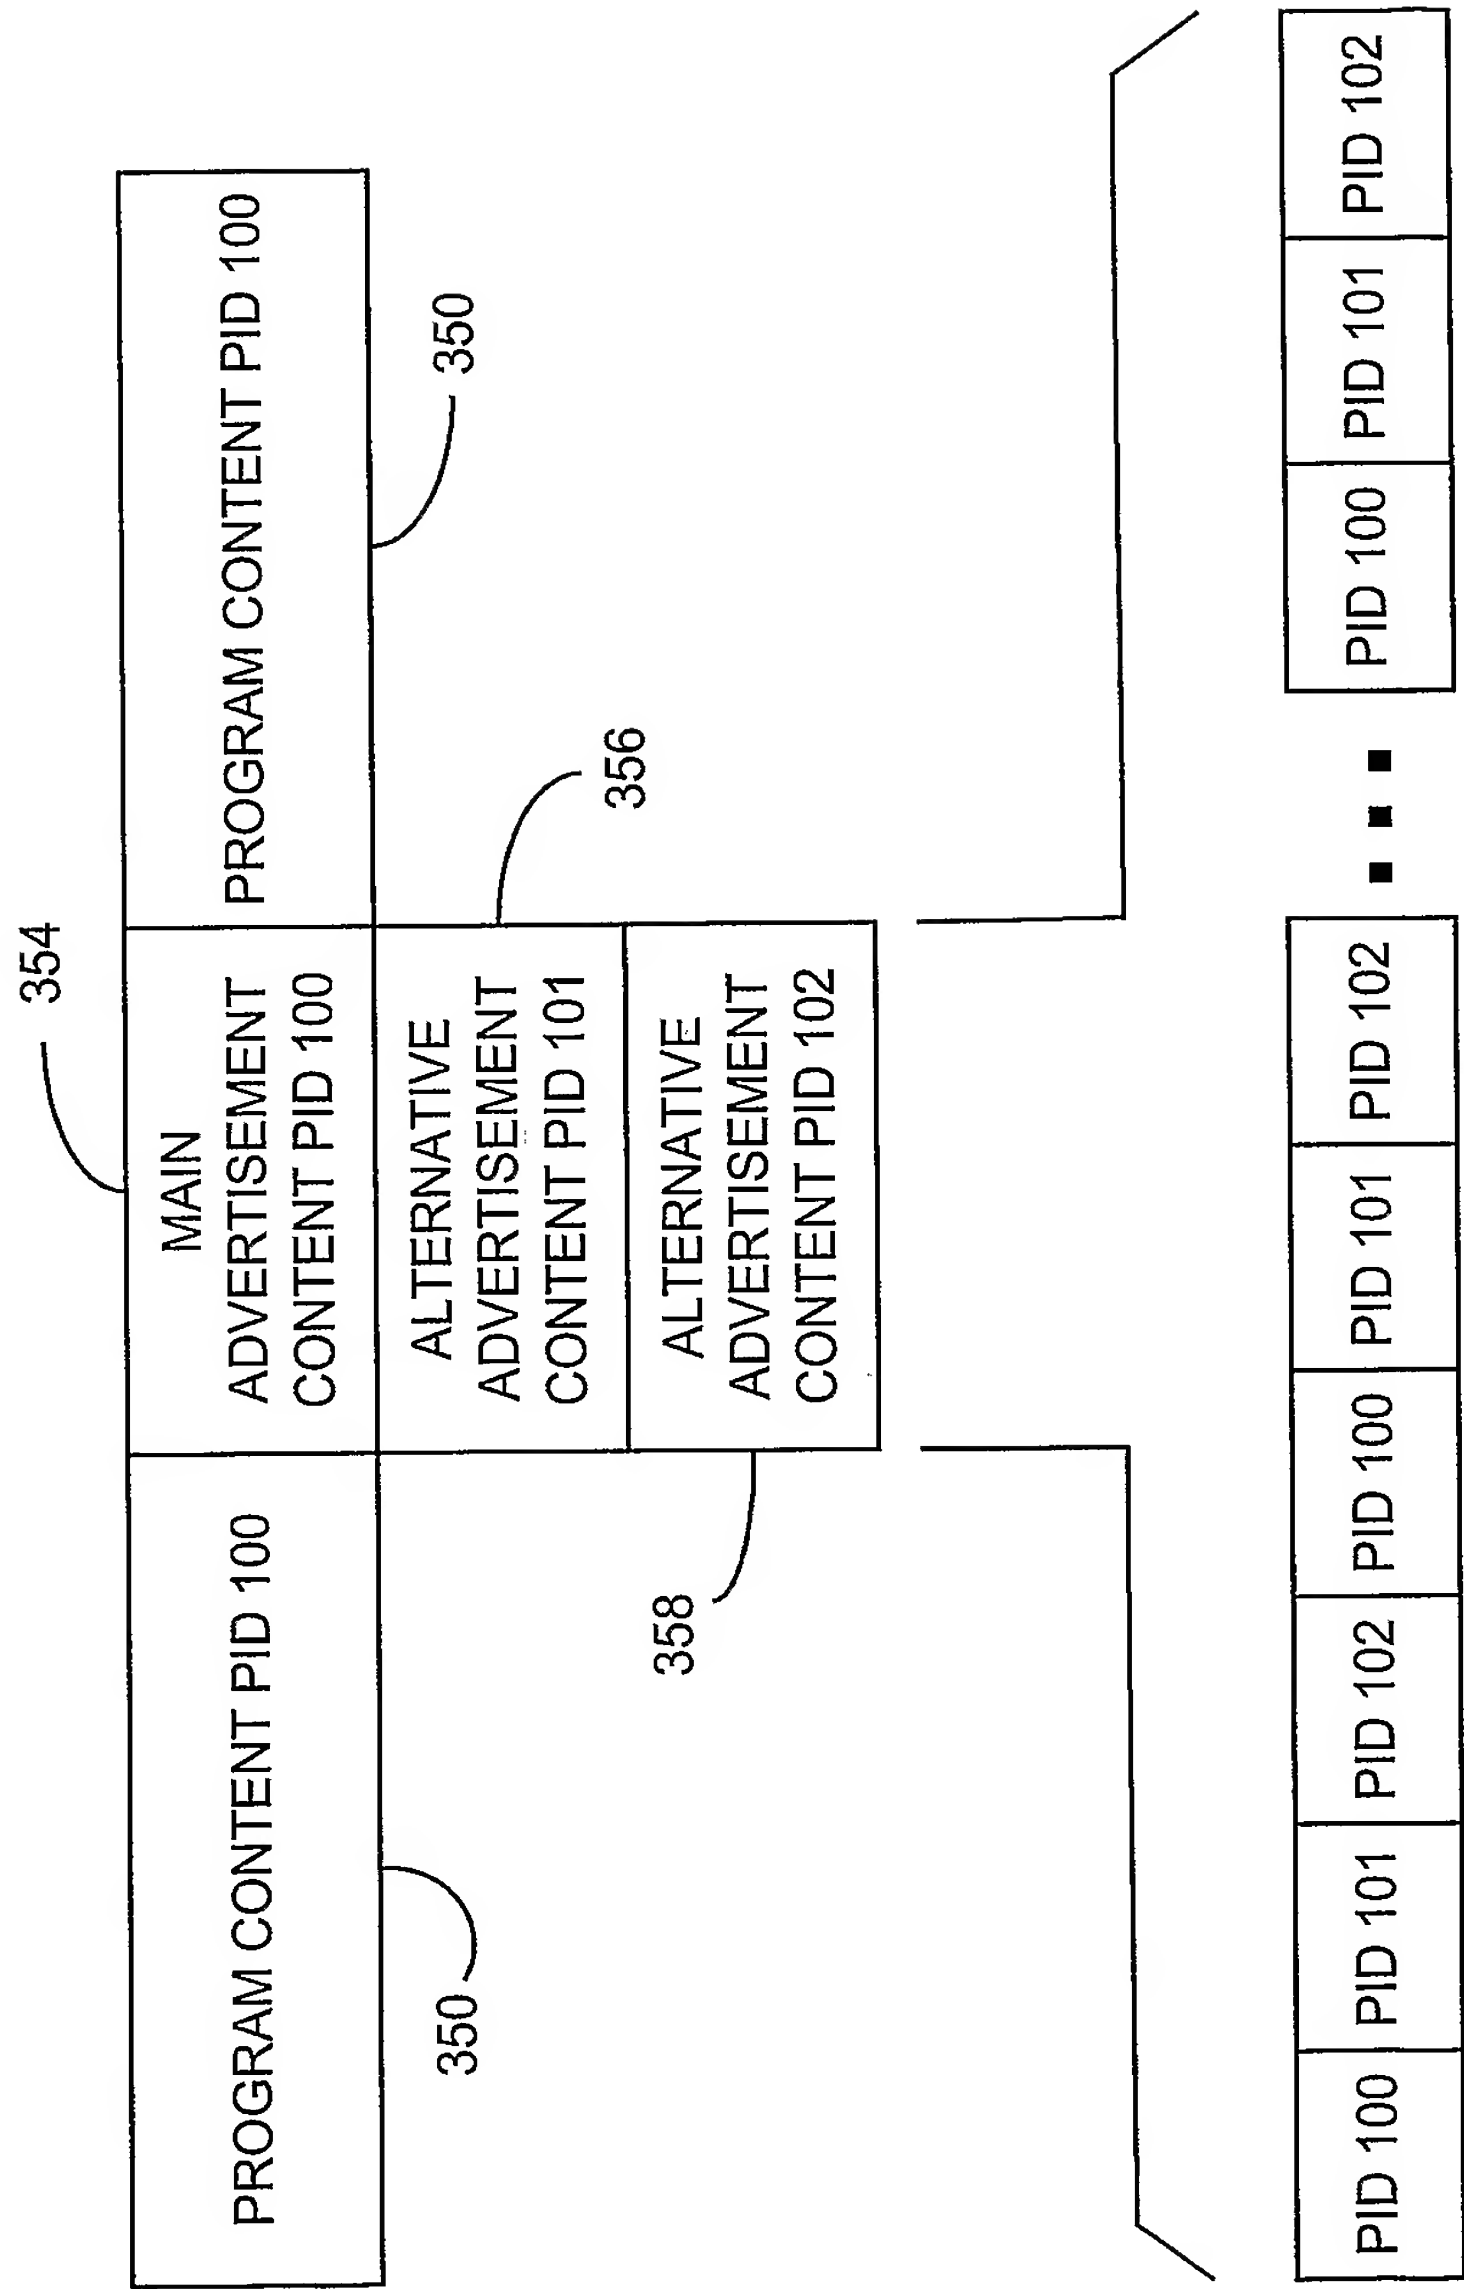 354
PROGRAM CONTENT PID 100
MAIN
ADVERTISEMENT
CONTENT PID 100
PROGRAM CONTENT PID 100
350
350
ALTERNATIVE
ADVERTISEMENT
CONTENT PID 101
356
358
ALTERNATIVE
ADVERTISEMENT
CONTENT PID 102
PID 100
PID 101
PID 102
PID 100
PID 101
PID 102
PID 100
PID 101
PID 102